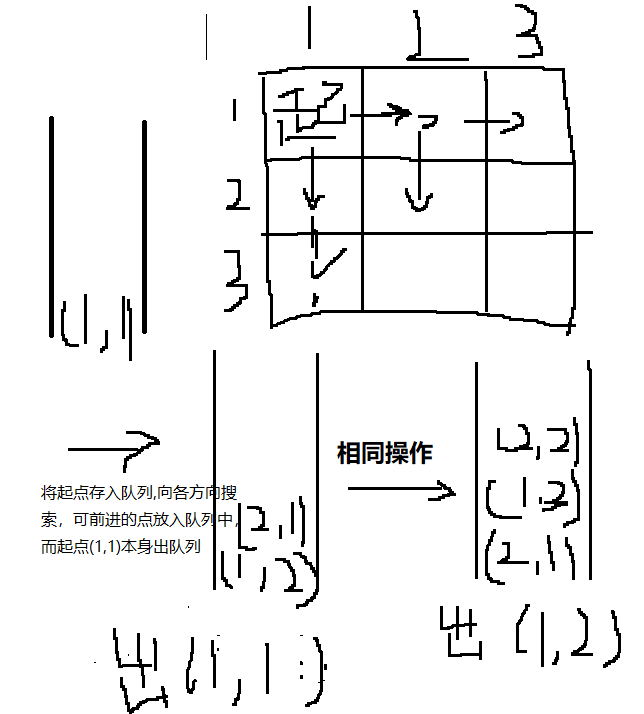 1 2 3
1
起
2
3
(1,1)
将起点存入队列,向各方向搜
索，可前进的点放入队列中，
而起点(1,1)本身出队列
(2,1)
(1,2)
出(1,1)
相同操作
(2,2)
(1,2)
(2,1)
出(1,2)